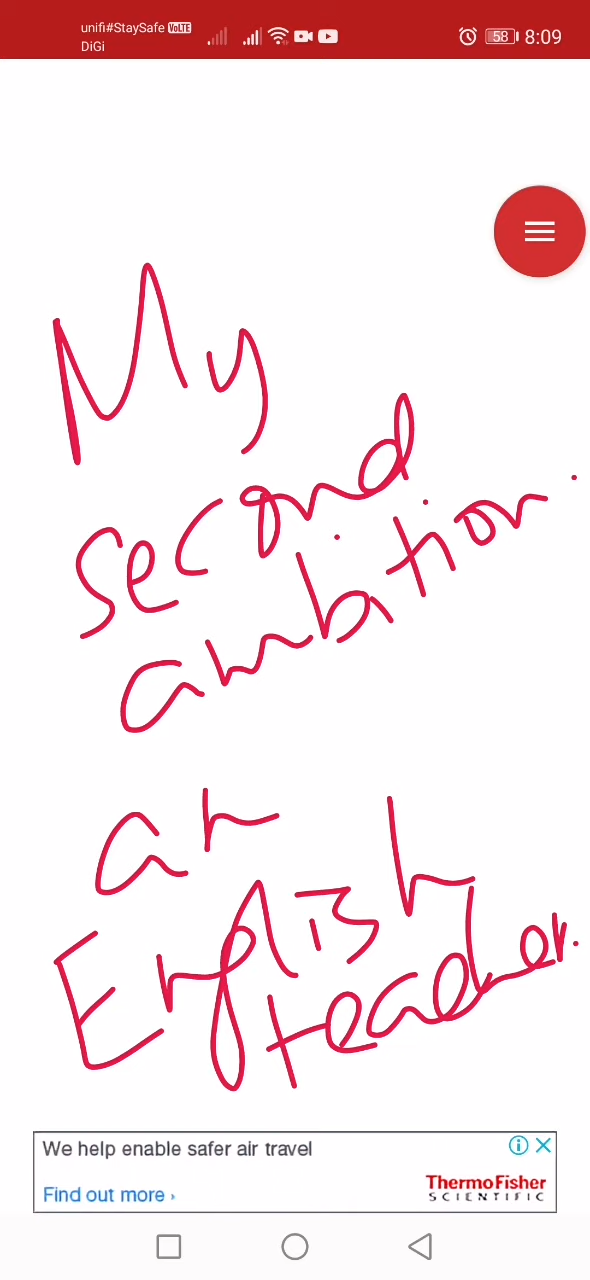 unifi#StaySafe VoLTE
DiGi
58 8:09
My
second
ambition.
an
English
teacher.
We help enable safer air travel
Find out more ›
ThermoFisher
SCIENTIFIC